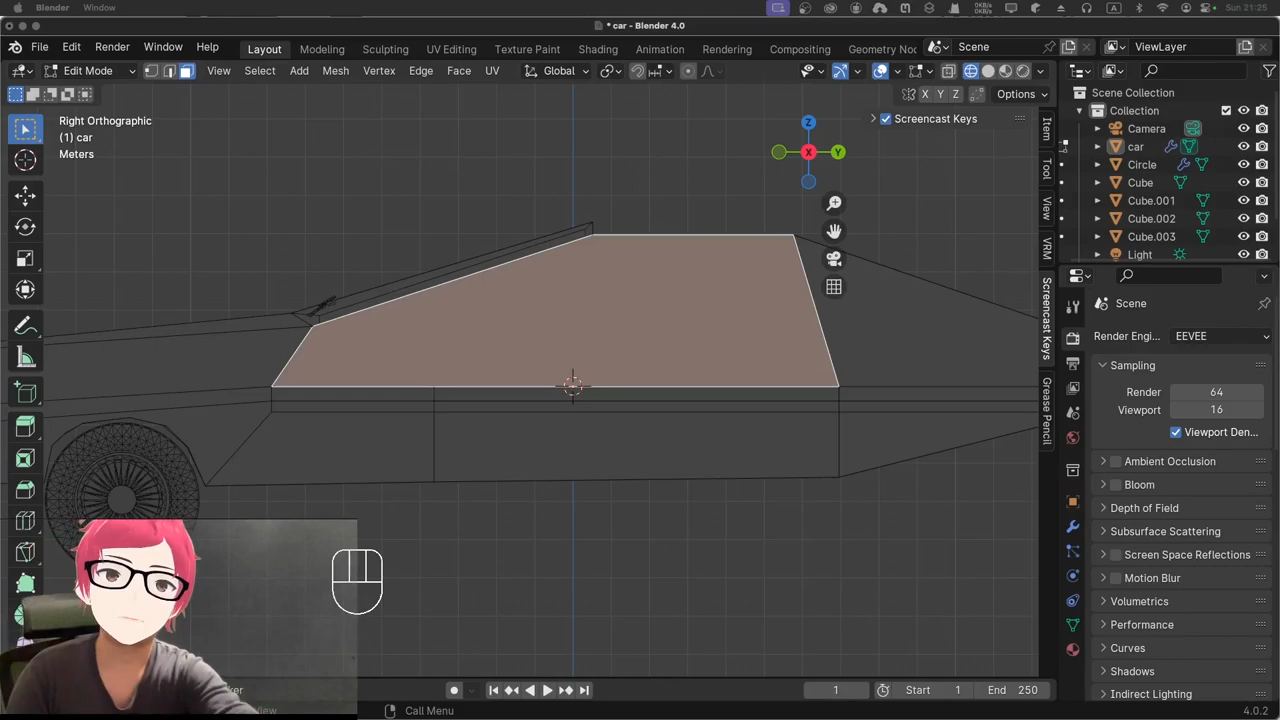 Blender Window Sun 21:25
* car - Blender 4.0
File Edit Render Window Help Layout Modeling Sculpting UV Editing Texture Paint Shading Animation Rendering Compositing Geometry Noc Scene ViewLayer
Edit Mode View Select Add Mesh Vertex Edge Face UV Global
X Y Z Options
Right Orthographic
(1) car
Meters
Screencast Keys
Z
X
Y
Item
Tool
View
VRM
Screencast Keys
Grease Pencil
Scene Collection
Collection
Camera
car
Circle
Cube
Cube.001
Cube.002
Cube.003
Light
Scene
Render Engi... EEVEE
Sampling
Render 64
Viewport 16
Viewport Den...
Ambient Occlusion
Bloom
Depth of Field
Subsurface Scattering
Screen Space Reflections
Motion Blur
Volumetrics
Performance
Curves
Shadows
Indirect Lighting
1 Start 1 End 250
Call Menu 4.0.2